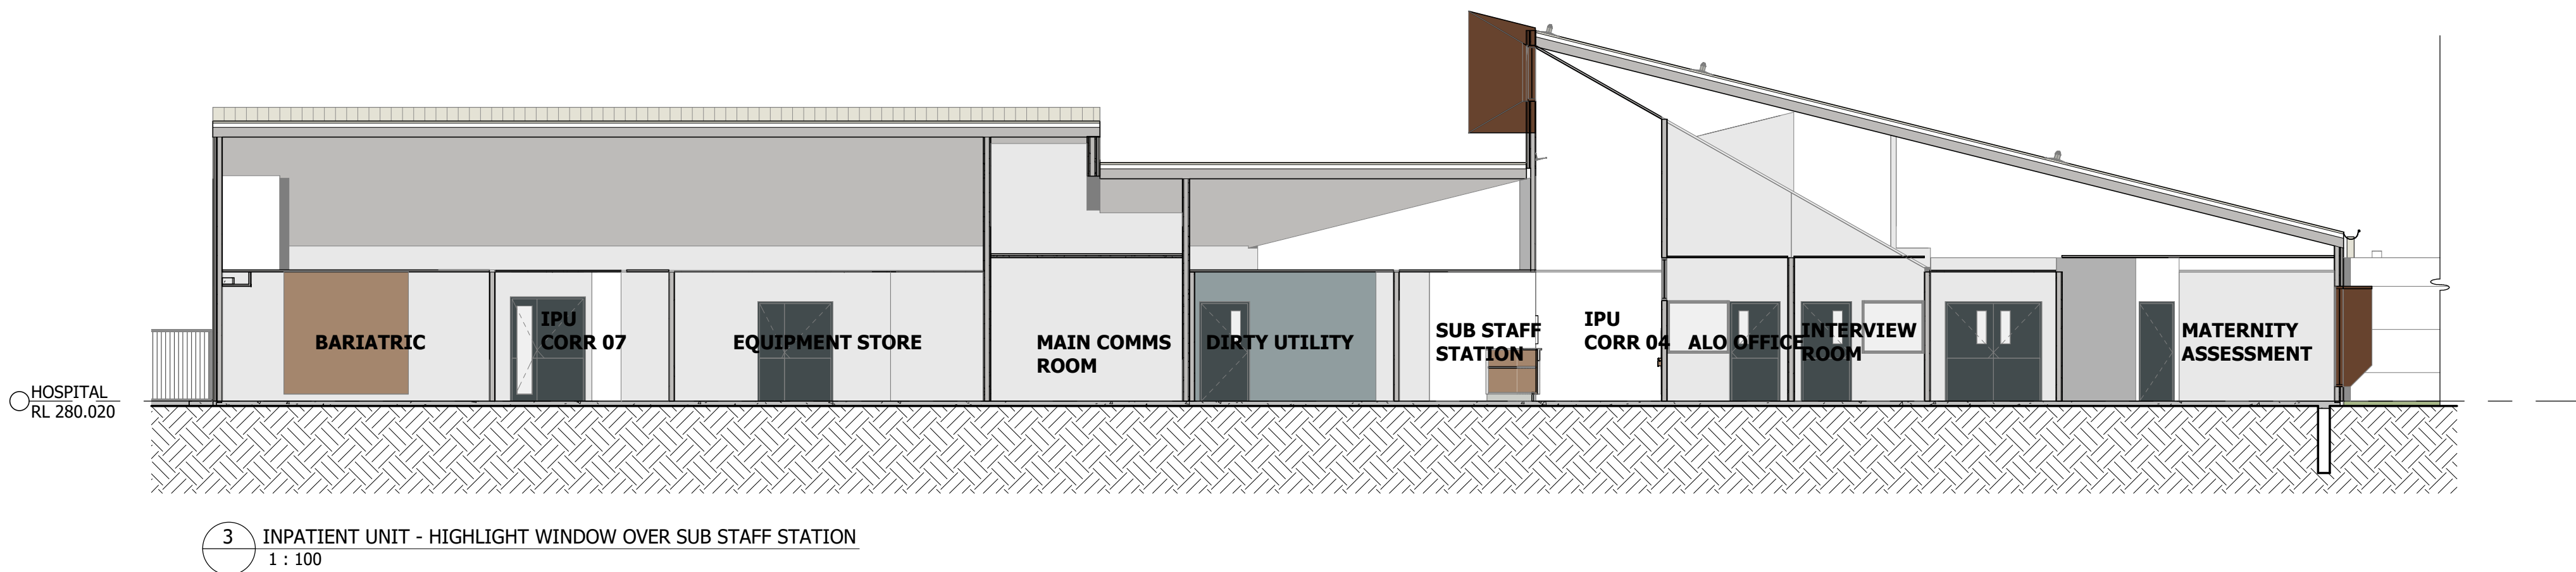 BARIATRIC
IPU
CORR 07
EQUIPMENT STORE
MAIN COMMS
ROOM
DIRTY UTILITY
SUB STAFF
STATION
IPU
CORR 04
ALO OFFICE
INTERVIEW
ROOM
MATERNITY
ASSESSMENT
HOSPITAL
RL 280.020
3
INPATIENT UNIT - HIGHLIGHT WINDOW OVER SUB STAFF STATION
1 : 100